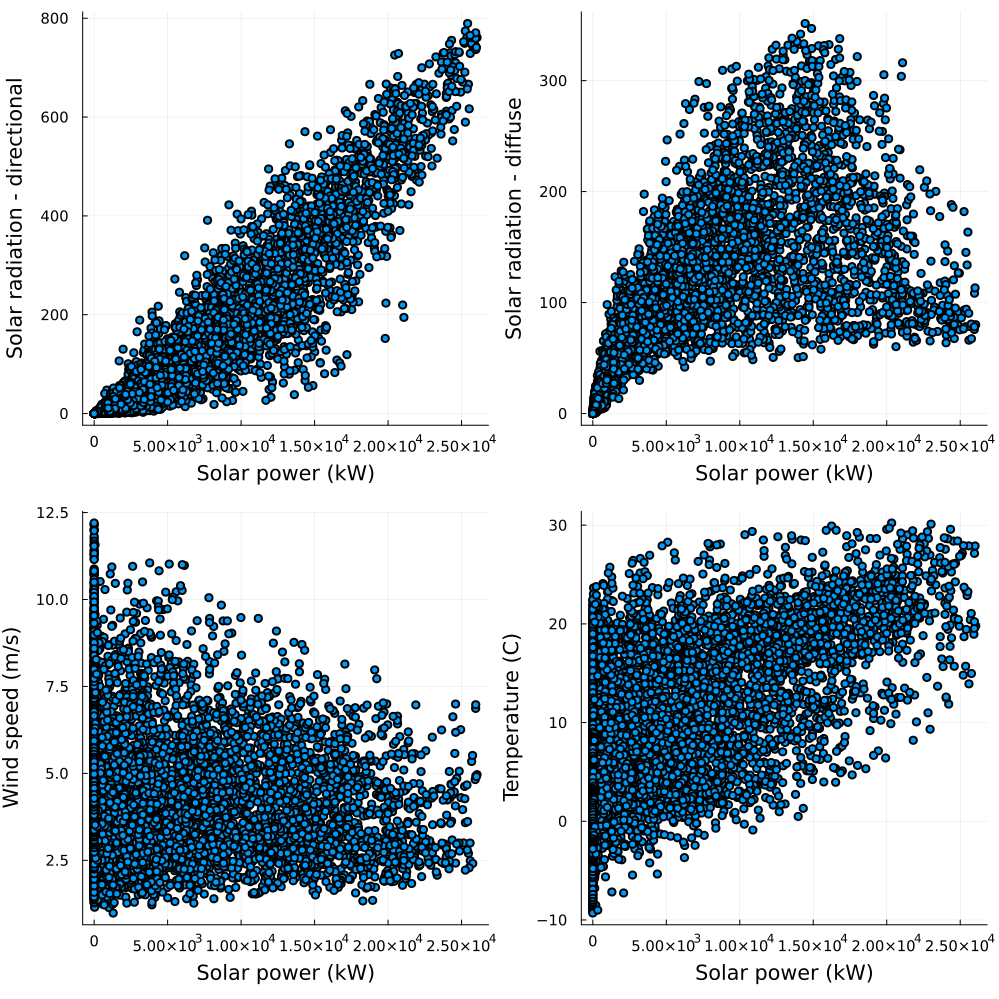 Solar radiation - directional
800
600
400
200
0
0 5.00×10³ 1.00×10⁴ 1.50×10⁴ 2.00×10⁴ 2.50×10⁴
Solar power (kW)
Solar radiation - diffuse
300
200
100
0
0 5.00×10³ 1.00×10⁴ 1.50×10⁴ 2.00×10⁴ 2.50×10⁴
Solar power (kW)
Wind speed (m/s)
12.5
10.0
7.5
5.0
2.5
0 5.00×10³ 1.00×10⁴ 1.50×10⁴ 2.00×10⁴ 2.50×10⁴
Solar power (kW)
Temperature (C)
30
20
10
0
−10
0 5.00×10³ 1.00×10⁴ 1.50×10⁴ 2.00×10⁴ 2.50×10⁴
Solar power (kW)